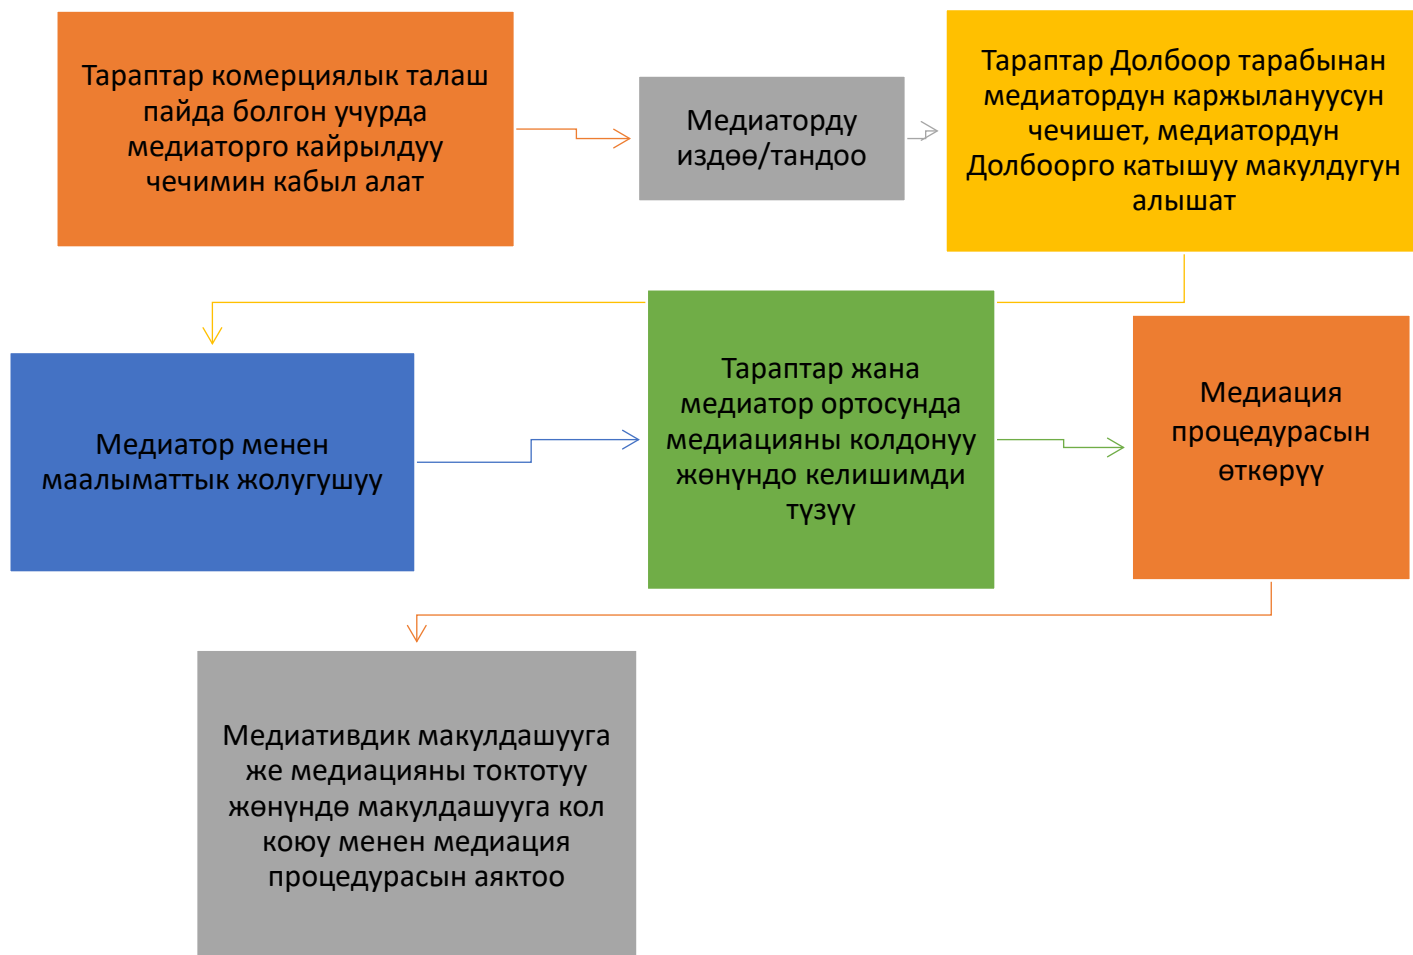 Тараптар комерциялык талаш
пайда болгон учурда
медиаторго кайрылдуу
чечимин кабыл алат
Медиаторду
издөө/тандоо
Тараптар Долбоор тарабынан
медиатордун каржылануусун
чечишет, медиатордун
Долбоорго катышуу макулдугун
алышат
Медиатор менен
маалыматтык жолугушуу
Тараптар жана
медиатор ортосунда
медиацияны колдонуу
жөнүндо келишимди
түзүү
Медиация
процедурасын
өткөрүү
Медиативдик макулдашууга
же медиацияны токтотуу
жөнүндө макулдашууга кол
коюу менен медиация
процедурасын аяктоо